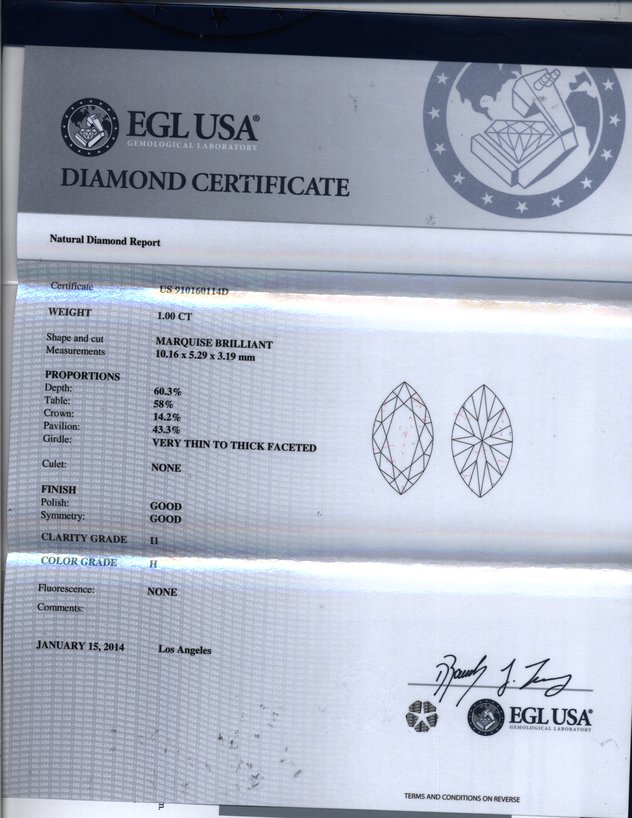 EGL USA®
GEMOLOGICAL LABORATORY
DIAMOND CERTIFICATE
Natural Diamond Report
Certificate US 910160114D
WEIGHT 1.00 CT
Shape and cut MARQUISE BRILLIANT
Measurements 10.16 x 5.29 x 3.19 mm
PROPORTIONS
Depth: 60.3%
Table: 58%
Crown: 14.2%
Pavilion: 43.3%
Girdle: VERY THIN TO THICK FACETED
Culet: NONE
FINISH
Polish: GOOD
Symmetry: GOOD
CLARITY GRADE I1
COLOR GRADE H
Fluorescence: NONE
Comments:
JANUARY 15, 2014 Los Angeles
EGL USA®
GEMOLOGICAL LABORATORY
TERMS AND CONDITIONS ON REVERSE